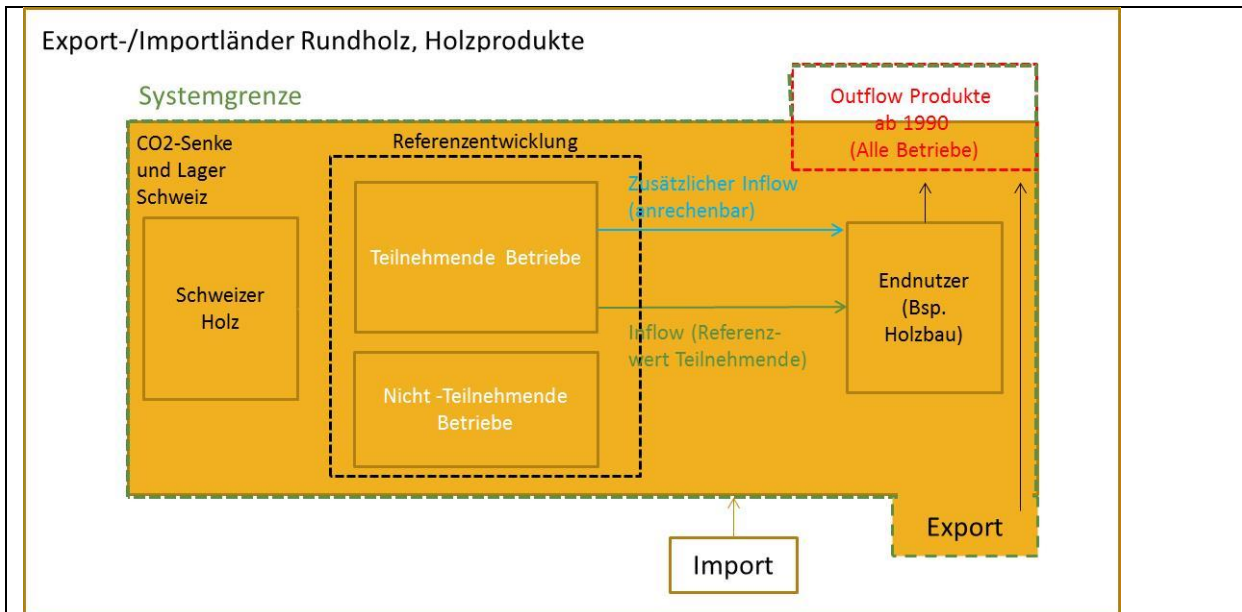 Export-/Importländer Rundholz, Holzprodukte
Systemgrenze
Outflow Produkte
ab 1990
(Alle Betriebe)
CO2-Senke
und Lager
Schweiz
Referenzentwicklung
Zusätzlicher Inflow
(anrechenbar)
Teilnehmende Betriebe
Schweizer
Holz
Endnutzer
(Bsp.
Holzbau)
Inflow (Referenz-
wert Teilnehmende)
Nicht -Teilnehmende
Betriebe
Export
Import